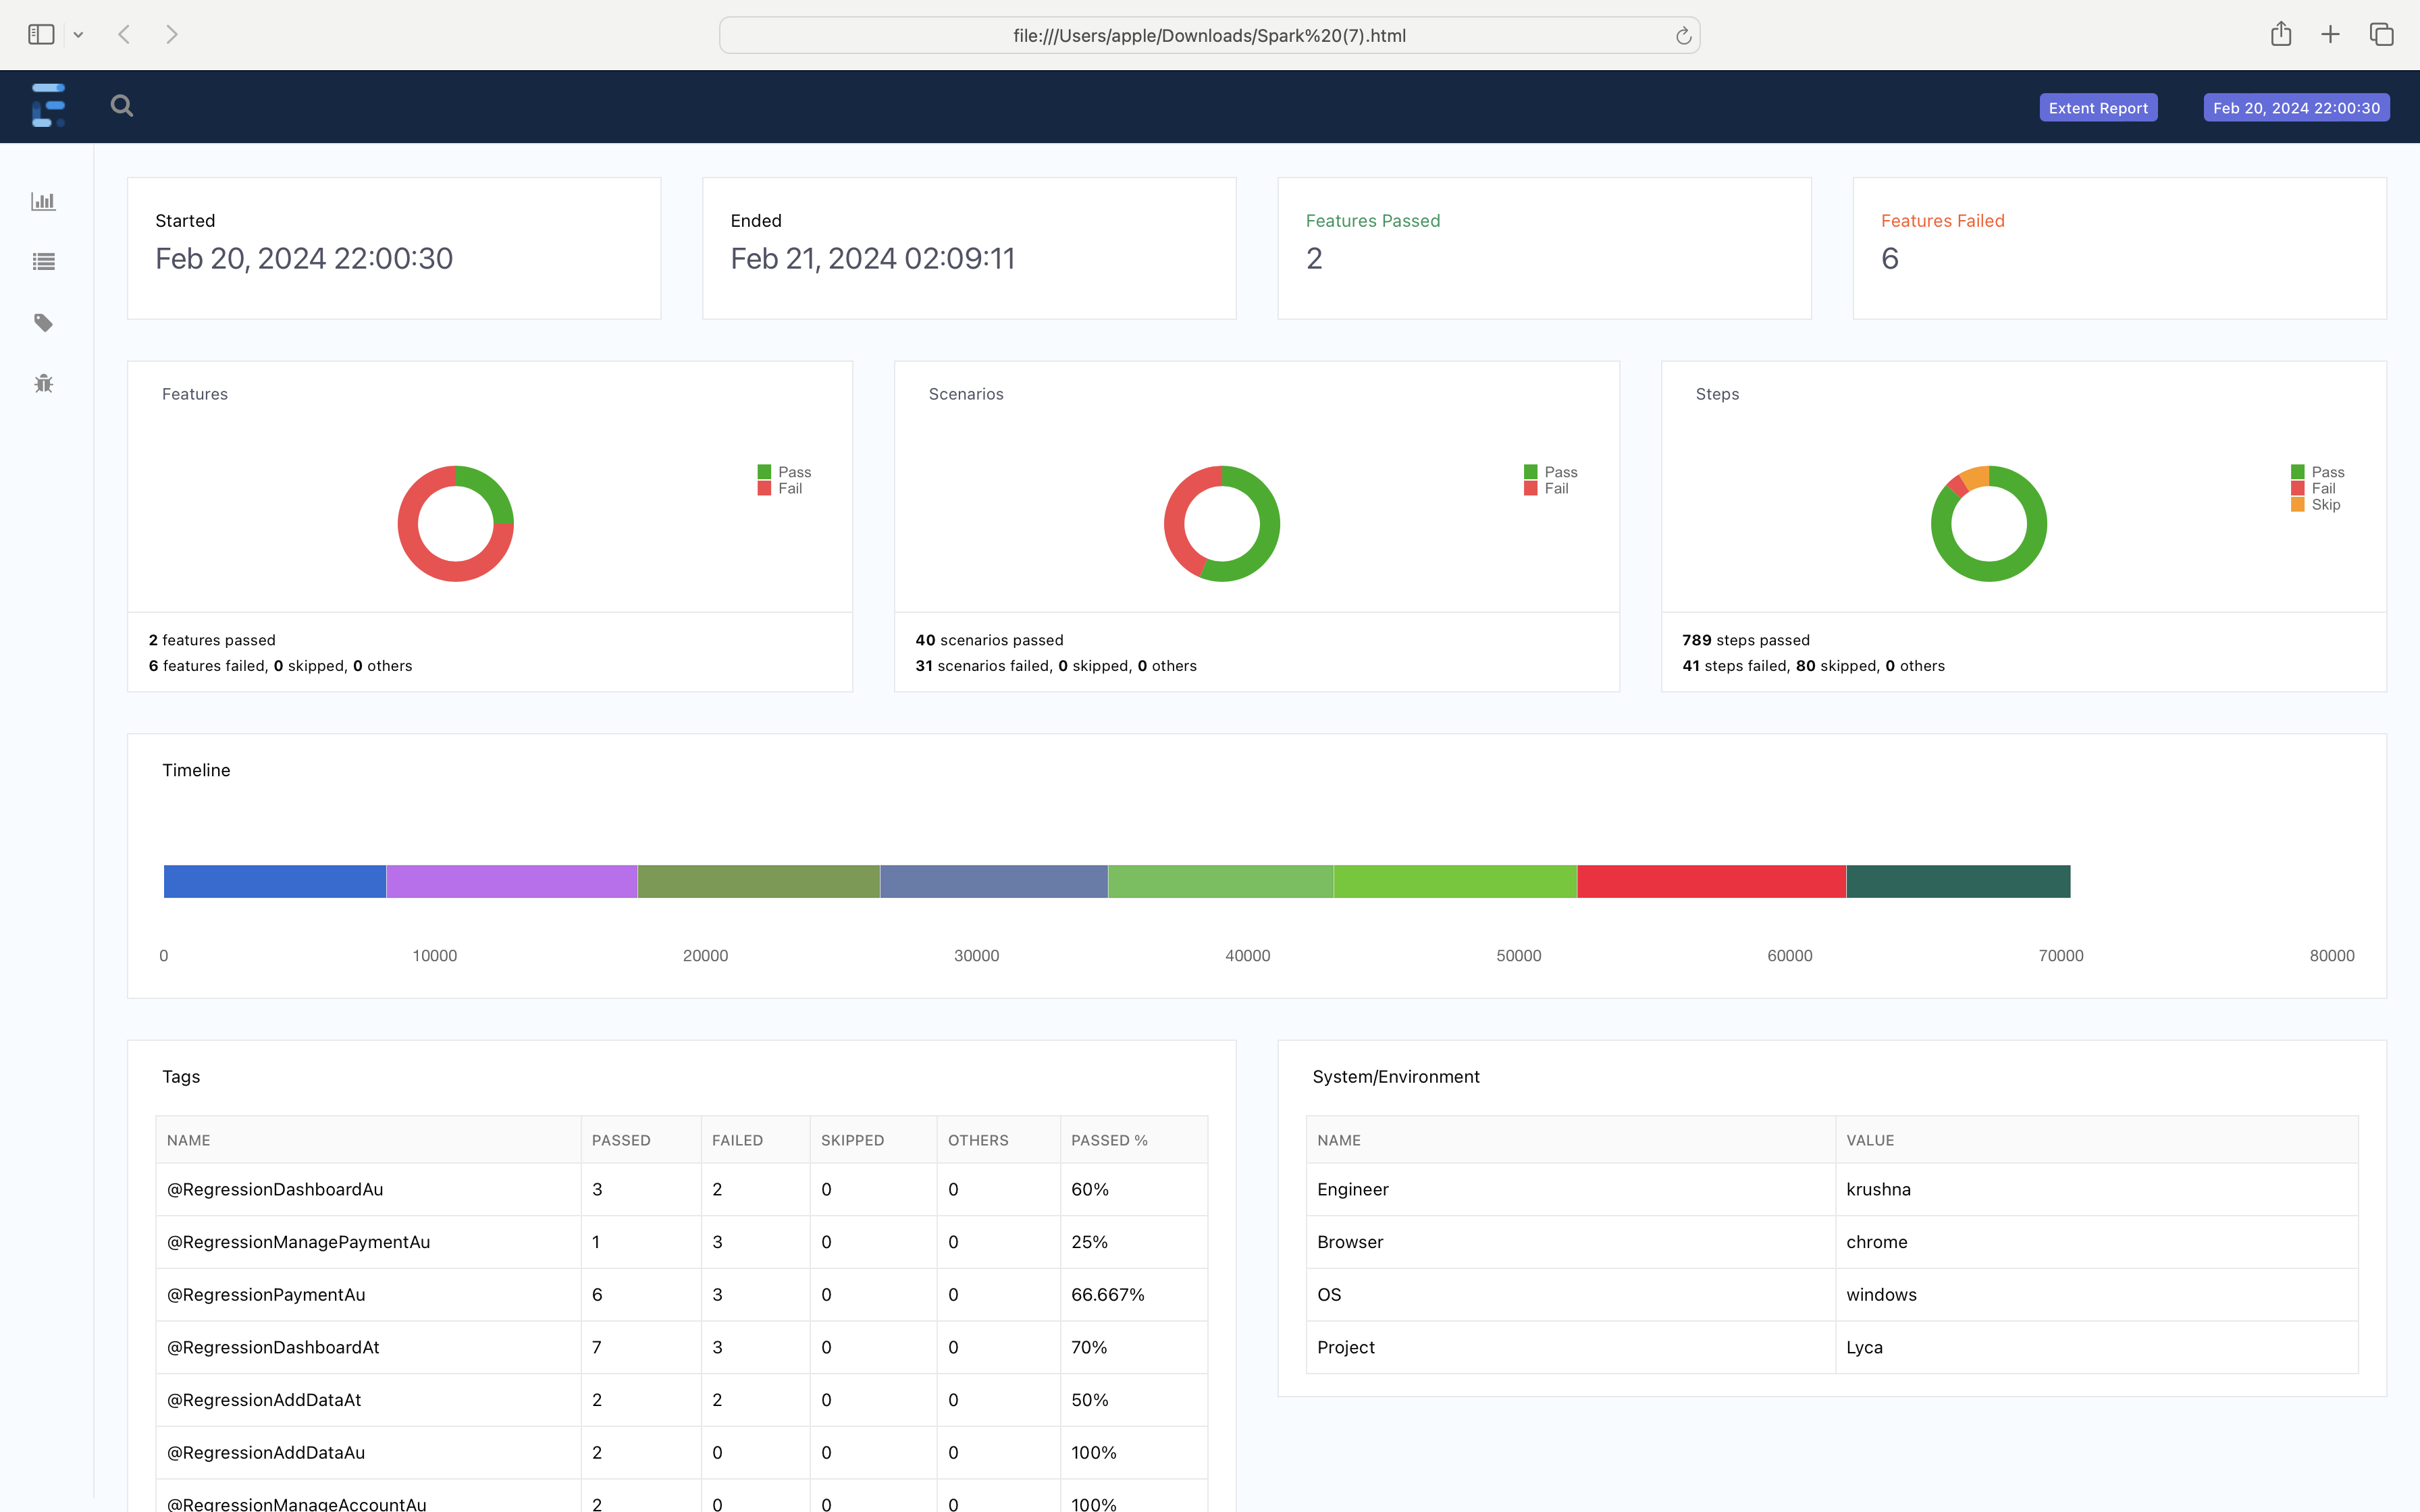 file:///Users/apple/Downloads/Spark%20(7).html
Extent Report
Feb 20, 2024 22:00:30
Started
Feb 20, 2024 22:00:30
Ended
Feb 21, 2024 02:09:11
Features Passed
2
Features Failed
6
Features
Pass
Fail
2 features passed
6 features failed, 0 skipped, 0 others
Scenarios
Pass
Fail
40 scenarios passed
31 scenarios failed, 0 skipped, 0 others
Steps
Pass
Fail
Skip
789 steps passed
41 steps failed, 80 skipped, 0 others
Timeline
0 10000 20000 30000 40000 50000 60000 70000 80000
Tags
NAME PASSED FAILED SKIPPED OTHERS PASSED %
@RegressionDashboardAu 3 2 0 0 60%
@RegressionManagePaymentAu 1 3 0 0 25%
@RegressionPaymentAu 6 3 0 0 66.667%
@RegressionDashboardAt 7 3 0 0 70%
@RegressionAddDataAt 2 2 0 0 50%
@RegressionAddDataAu 2 0 0 0 100%
@RegressionManageAccountAu 2 0 0 0 100%
System/Environment
NAME VALUE
Engineer krushna
Browser chrome
OS windows
Project Lyca